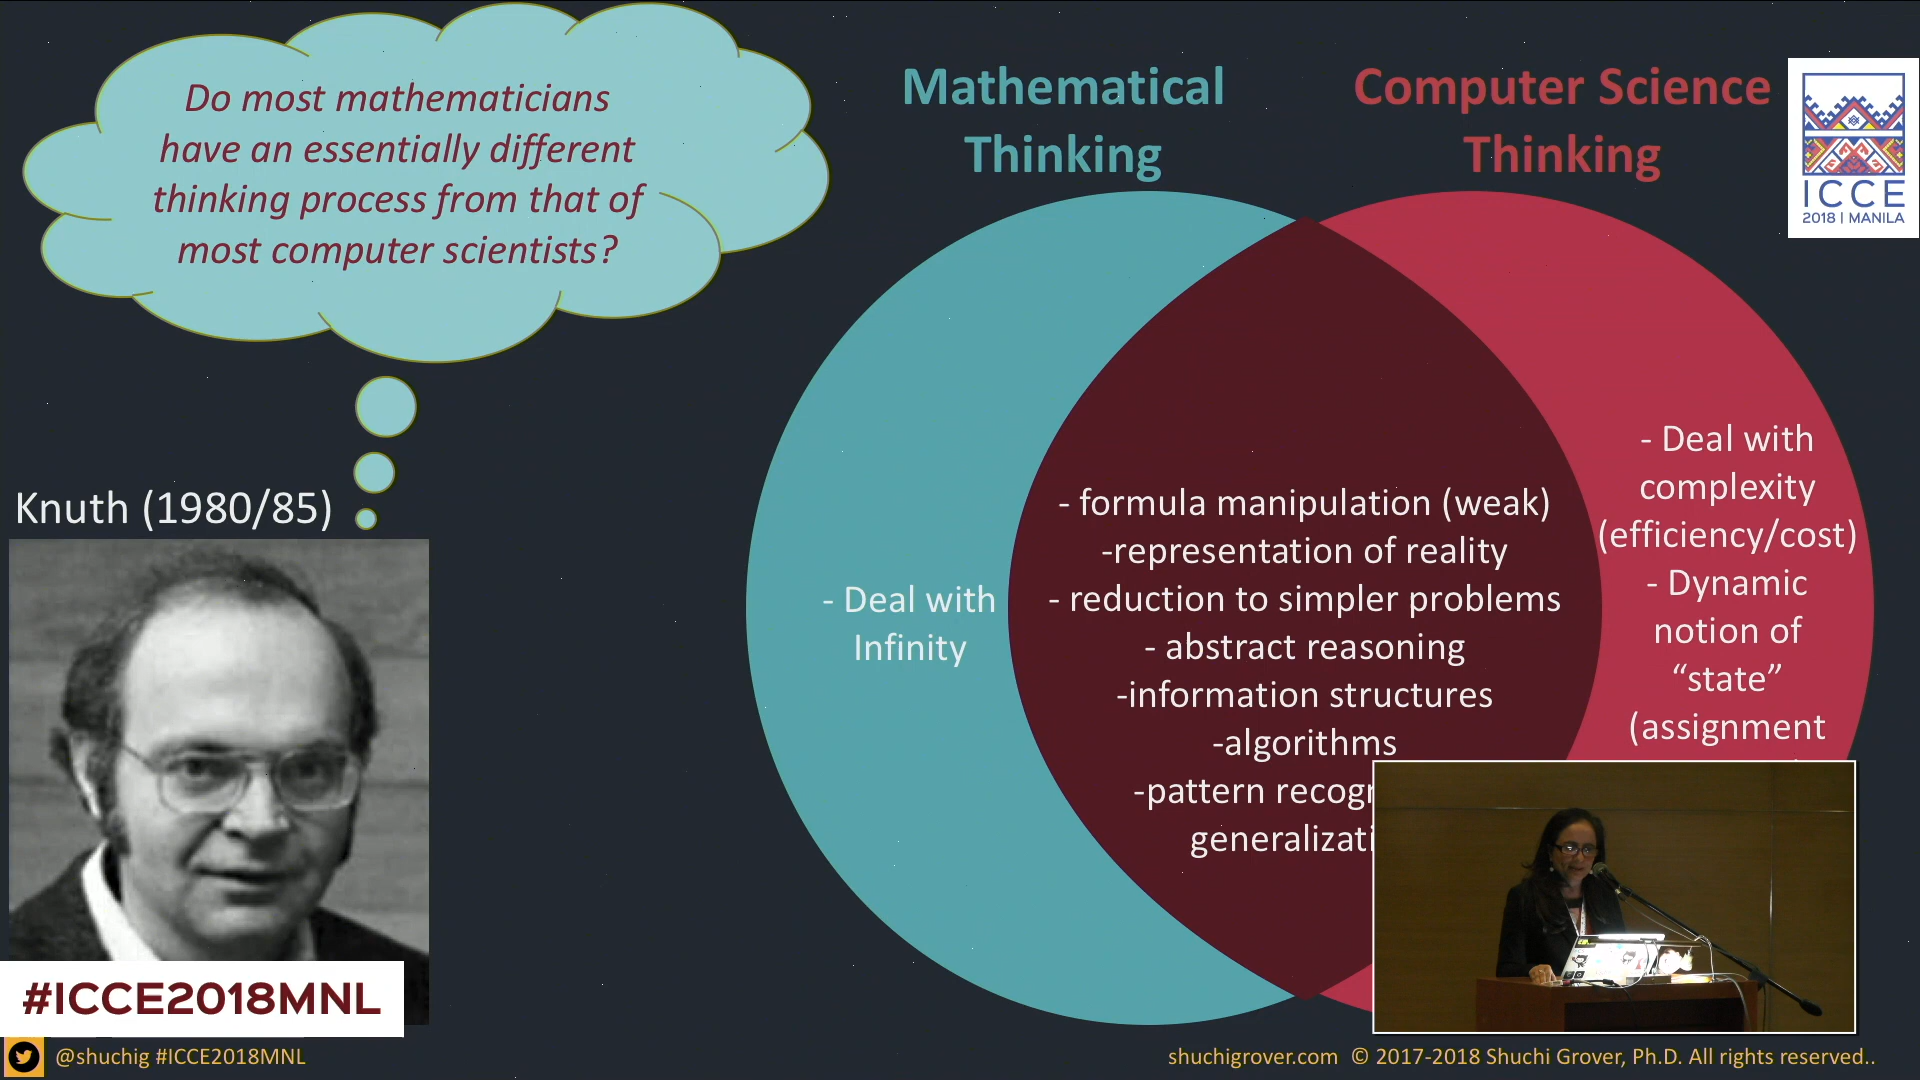 Do most mathematicians
have an essentially different
thinking process from that of
most computer scientists?
Knuth (1980/85)
Mathematical
Thinking
Computer Science
Thinking
ICCE
2018 | MANILA
- Deal with
Infinity
- formula manipulation (weak)
-representation of reality
- reduction to simpler problems
- abstract reasoning
-information structures
-algorithms
-pattern
- Deal with
complexity
(efficiency/cost)
- Dynamic
notion of
“state”
(assignment
#ICCE2018MNL
@shuchig #ICCE2018MNL
shuchigrover.com © 2017-2018 Shuchi Grover, Ph.D. All rights reserved..